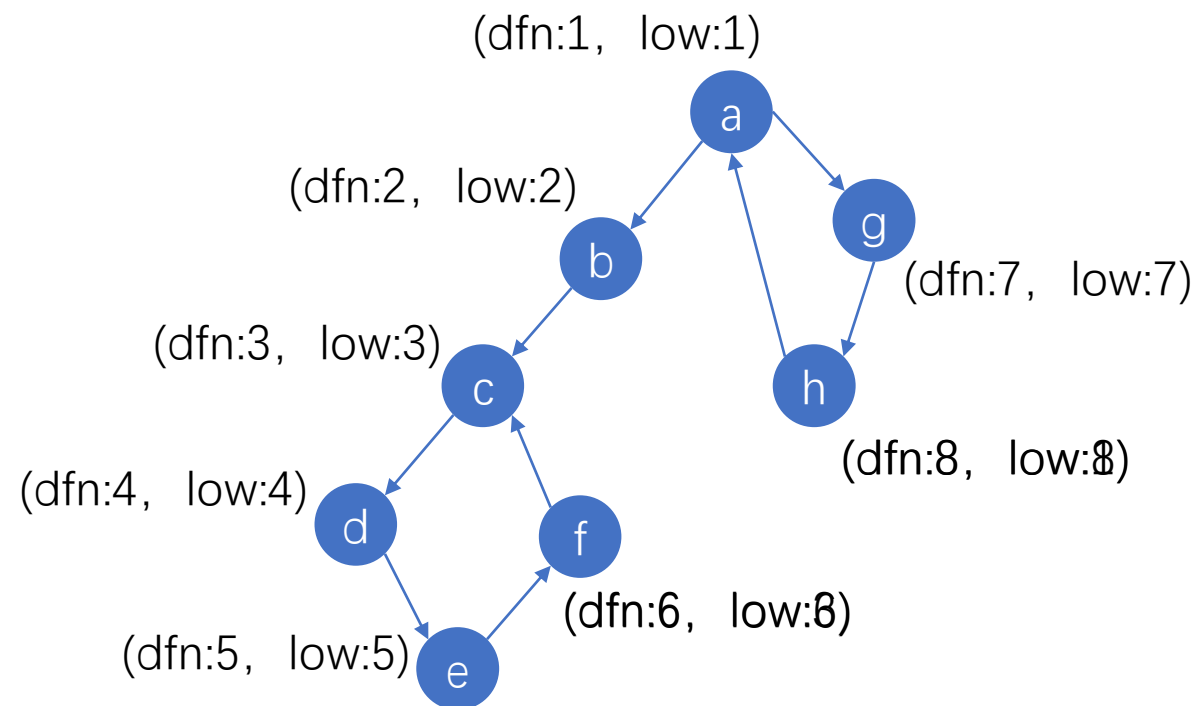 (dfn:1, low:1)
a
(dfn:2, low:2)
g
b
(dfn:7, low:7)
(dfn:3, low:3)
c
h
(dfn:8, low:
(dfn:4, low:4)
d
f
(dfn:6, low:
(dfn:5, low:5)
e